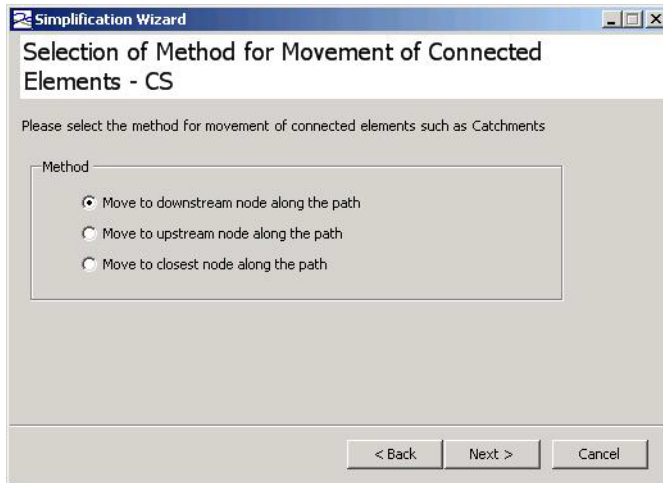 Simplification Wizard
Selection of Method for Movement of Connected
Elements - CS
Please select the method for movement of connected elements such as Catchments
Method
Move to downstream node along the path
Move to upstream node along the path
Move to closest node along the path
< Back
Next >
Cancel